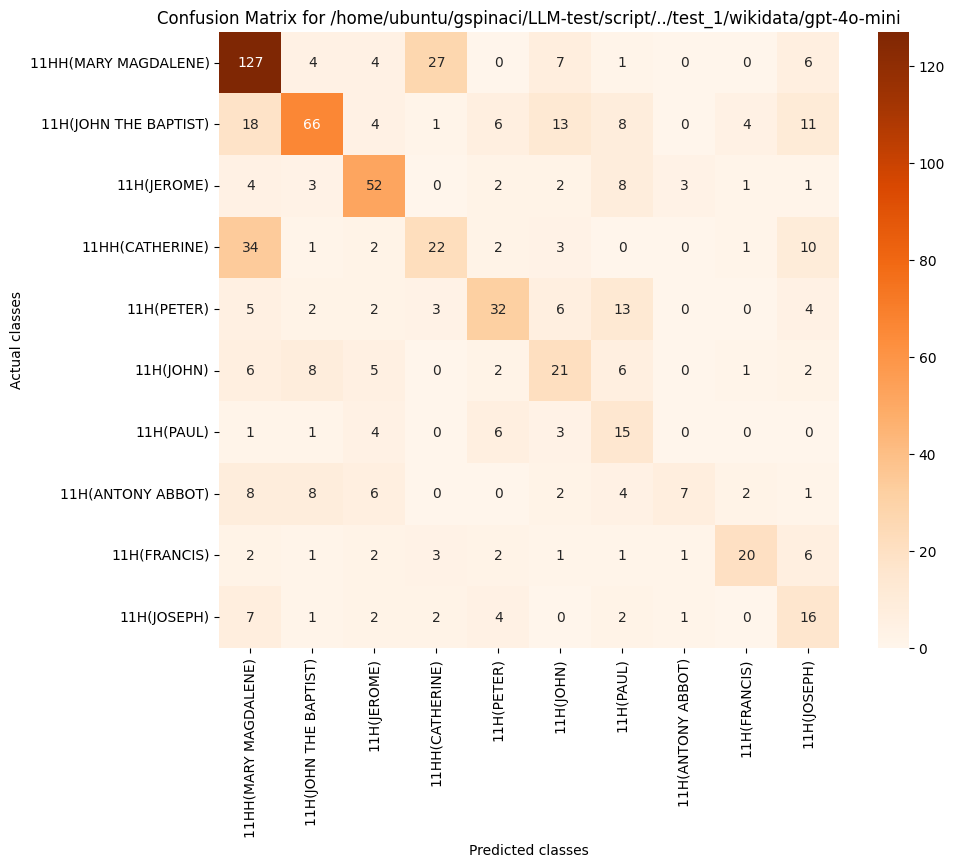 Confusion Matrix for /home/ubuntu/gspinaci/LLM-test/script/../test_1/wikidata/gpt-4o-mini
11HH(MARY MAGDALENE) 127 4 4 27 0 7 1 0 0 6
11H(JOHN THE BAPTIST) 18 66 4 1 6 13 8 0 4 11
11H(JEROME) 4 3 52 0 2 2 8 3 1 1
11HH(CATHERINE) 34 1 2 22 2 3 0 0 1 10
11H(PETER) 5 2 2 3 32 6 13 0 0 4
11H(JOHN) 6 8 5 0 2 21 6 0 1 2
11H(PAUL) 1 1 4 0 6 3 15 0 0 0
11H(ANTONY ABBOT) 8 8 6 0 0 2 4 7 2 1
11H(FRANCIS) 2 1 2 3 2 1 1 1 20 6
11H(JOSEPH) 7 1 2 2 4 0 2 1 0 16
Actual classes
11HH(MARY MAGDALENE)
11H(JOHN THE BAPTIST)
11H(JEROME)
11HH(CATHERINE)
11H(PETER)
11H(JOHN)
11H(PAUL)
11H(ANTONY ABBOT)
11H(FRANCIS)
11H(JOSEPH)
Predicted classes
120
100
80
60
40
20
0